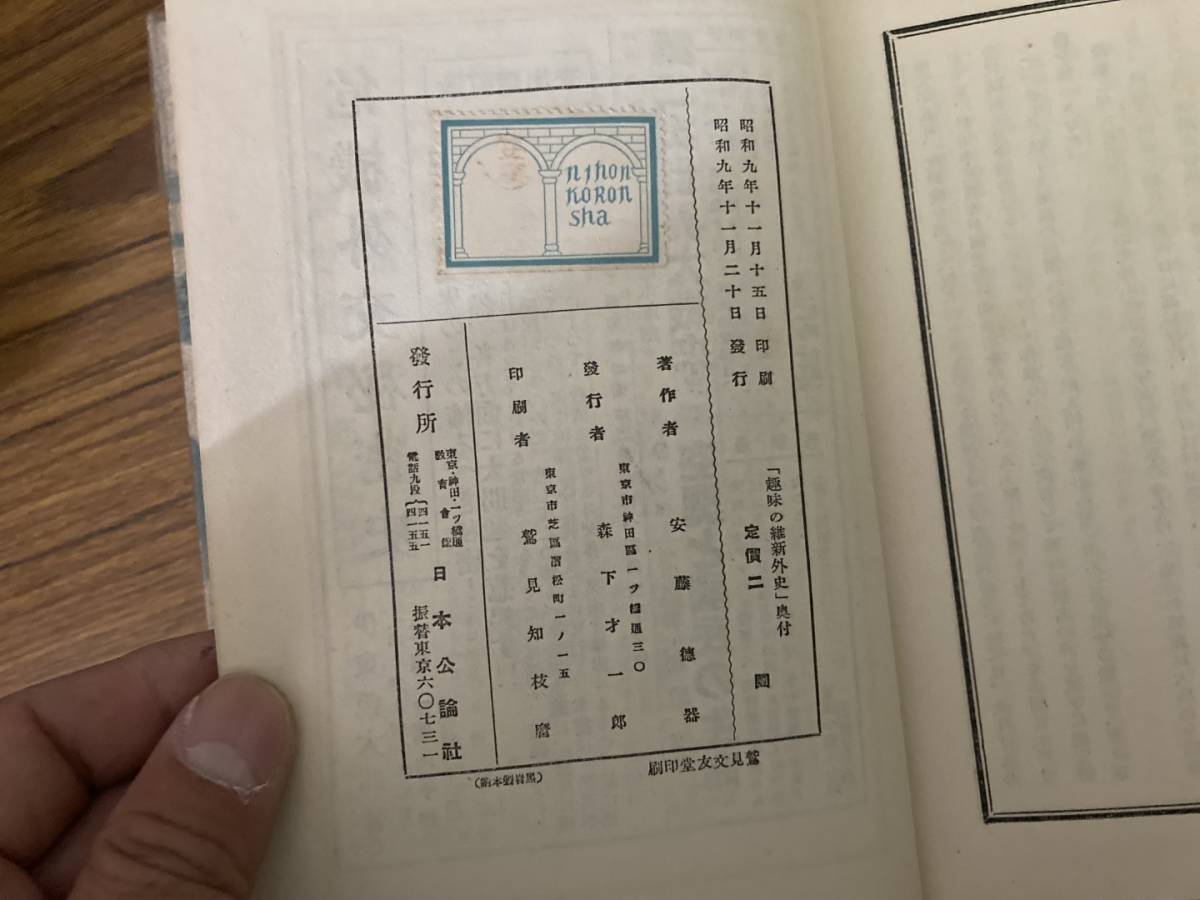 昭和九年十一月十五日 印刷
昭和九年十一月二十日 發行
「趣味の維新外史」奥付
定價二圓
著作者 安藤德器
東京市神田區一ツ橋通三〇
發行者 森下才一郎
東京市芝區濱松町一ノ一五
印刷者 鷲見知枝麿
發行所
東京・神田・一ツ橋通
教育會館
日本公論社
電話九段(四一五一 四一五五
振替東京六〇七三一
nihon
KORON
sha
鷲見文友堂印刷